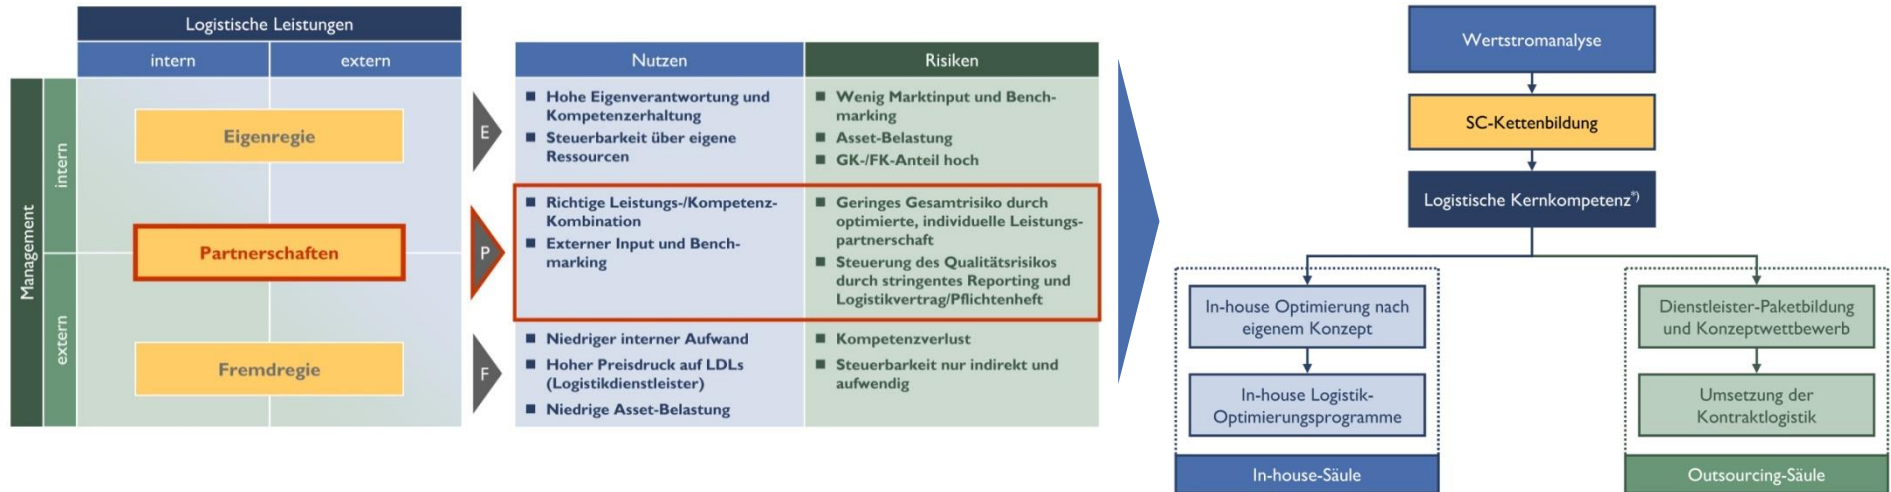 Logistische Leistungen
intern
extern
Management
intern
extern
Eigenregie
Partnerschaften
Fremdregie
E
P
F
Nutzen
Risiken
■ Hohe Eigenverantwortung und
Kompetenzerhaltung
■ Steuerbarkeit über eigene
Ressourcen
■ Wenig Marktinput und Bench-
marking
■ Asset-Belastung
■ GK-/FK-Anteil hoch
■ Richtige Leistungs-/Kompetenz-
Kombination
■ Externer Input und Bench-
marking
■ Geringes Gesamtrisiko durch
optimierte, individuelle Leistungs-
partnerschaft
■ Steuerung des Qualitätsrisikos
durch stringentes Reporting und
Logistikvertrag/Pflichtenheft
■ Niedriger interner Aufwand
■ Hoher Preisdruck auf LDLs
(Logistikdienstleister)
■ Niedrige Asset-Belastung
■ Kompetenzverlust
■ Steuerbarkeit nur indirekt und
aufwendig
Wertstromanalyse
SC-Kettenbildung
Logistische Kernkompetenz*)
In-house Optimierung nach
eigenem Konzept
In-house Logistik-
Optimierungsprogramme
In-house-Säule
Dienstleister-Paketbildung
und Konzeptwettbewerb
Umsetzung der
Kontraktlogistik
Outsourcing-Säule